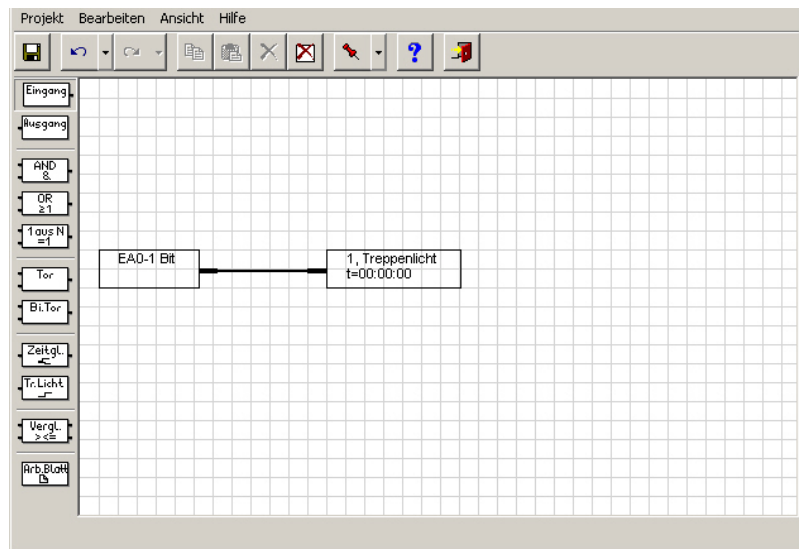 Projekt Bearbeiten Ansicht Hilfe
?
Eingang
Ausgang
AND
&
OR
≥1
1 aus N
=1
EA0-1 Bit
1, Treppenlicht
t=00:00:00
Tor
Bi.Tor
Zeitgl.
Tr.Licht
Vergl.
> <=
Arb.Blatt